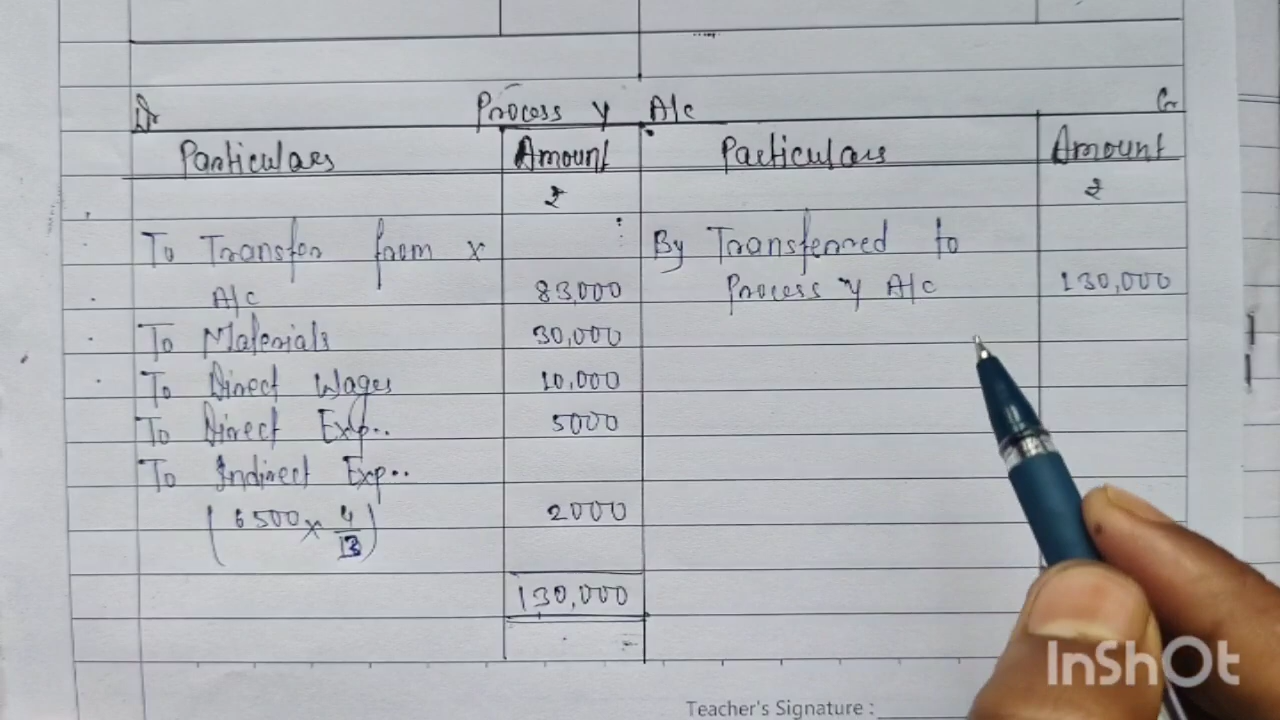 Dr Process y A/c Cr
Particulars Amount Particulars Amount
₹ ₹
To Transfer from x By Transferred to
A/c 83,000 Process y A/c 130,000
To Materials 30,000
To Direct Wages 10,000
To Direct Exp.. 5000
To Indirect Exp..
(6500 x 4/13) 2000
130,000
Teacher's Signature :
InShOt